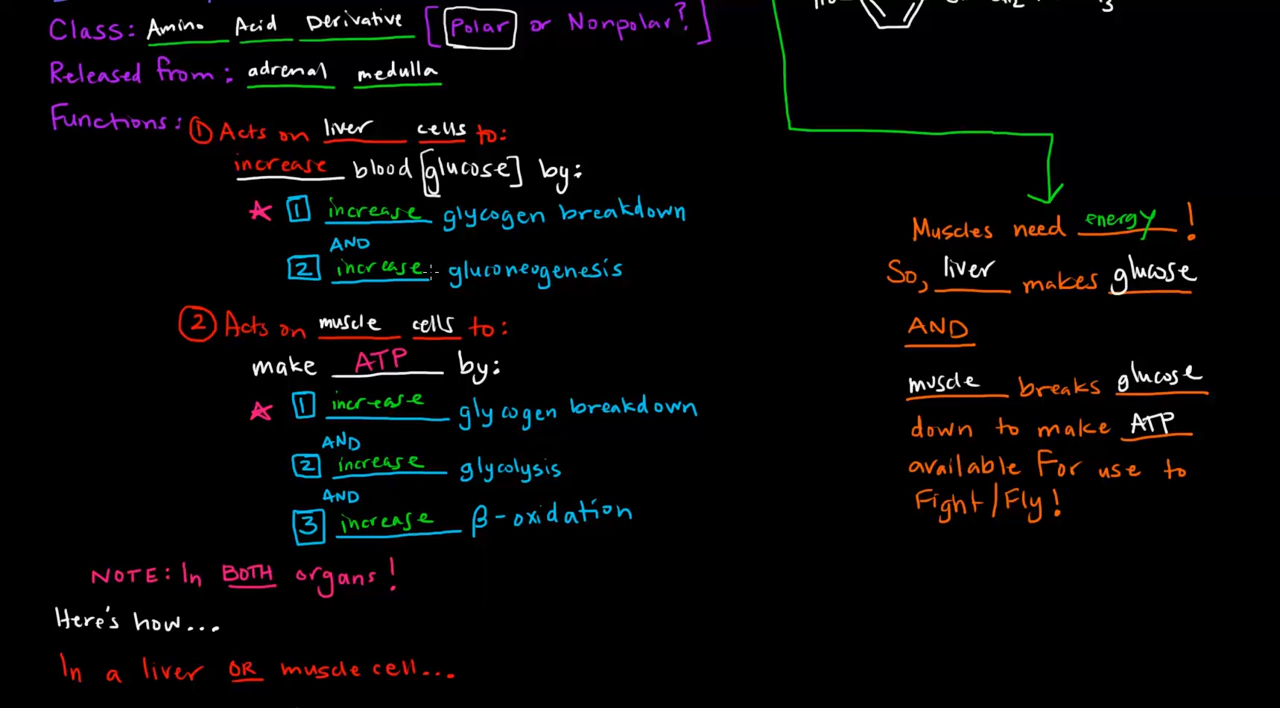 Class: Amino Acid Derivative [Polar or Nonpolar?]
Released from: adrenal medulla
Functions: ① Acts on liver cells to:
increase blood [glucose] by:
☆ 1 increase glycogen breakdown
AND
2 increase gluconeogenesis
② Acts on muscle cells to:
make ATP by:
☆ 1 increase glycogen breakdown
AND
2 increase glycolysis
AND
3 increase β-oxidation
NOTE: In BOTH organs!
Here's how...
In a liver OR muscle cell...
Muscles need energy!
So, liver makes glucose
AND
muscle breaks glucose
down to make ATP
available For use to
Fight/Fly!